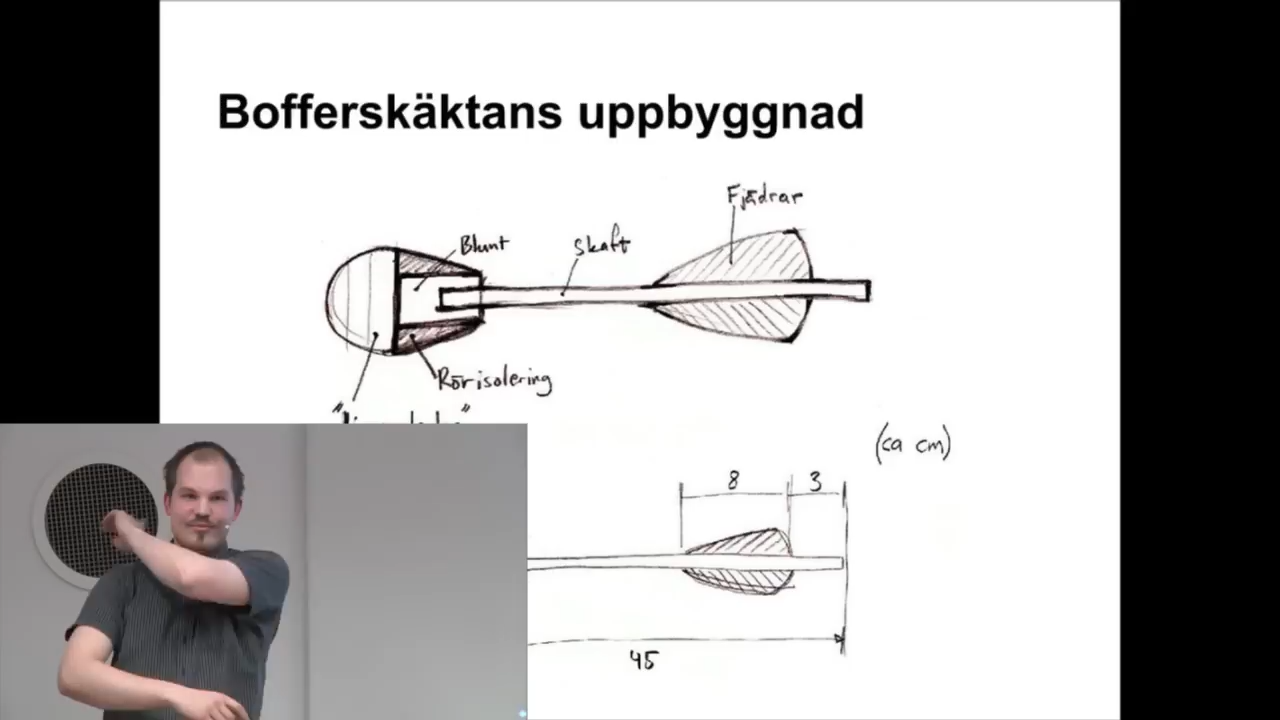 Bofferskäktans uppbyggnad
Fjädrar
Blunt
Skaft
Rörisolering
(ca cm)
8
3
45